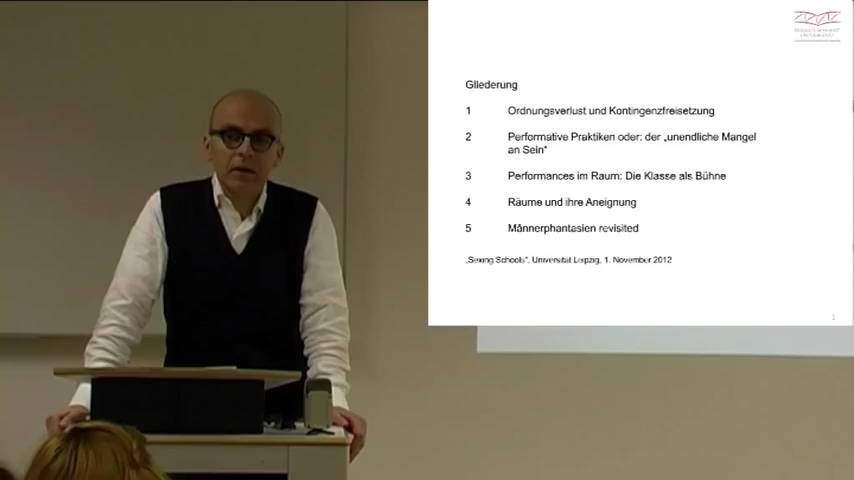 Gliederung
1 Ordnungsverlust und Kontingenzfreisetzung
2 Performative Praktiken oder: der „unendliche Mangel
an Sein“
3 Performances im Raum: Die Klasse als Bühne
4 Räume und ihre Aneignung
5 Männerphantasien revisited
„Sexing Schools“, Universität Leipzig, 1. November 2012